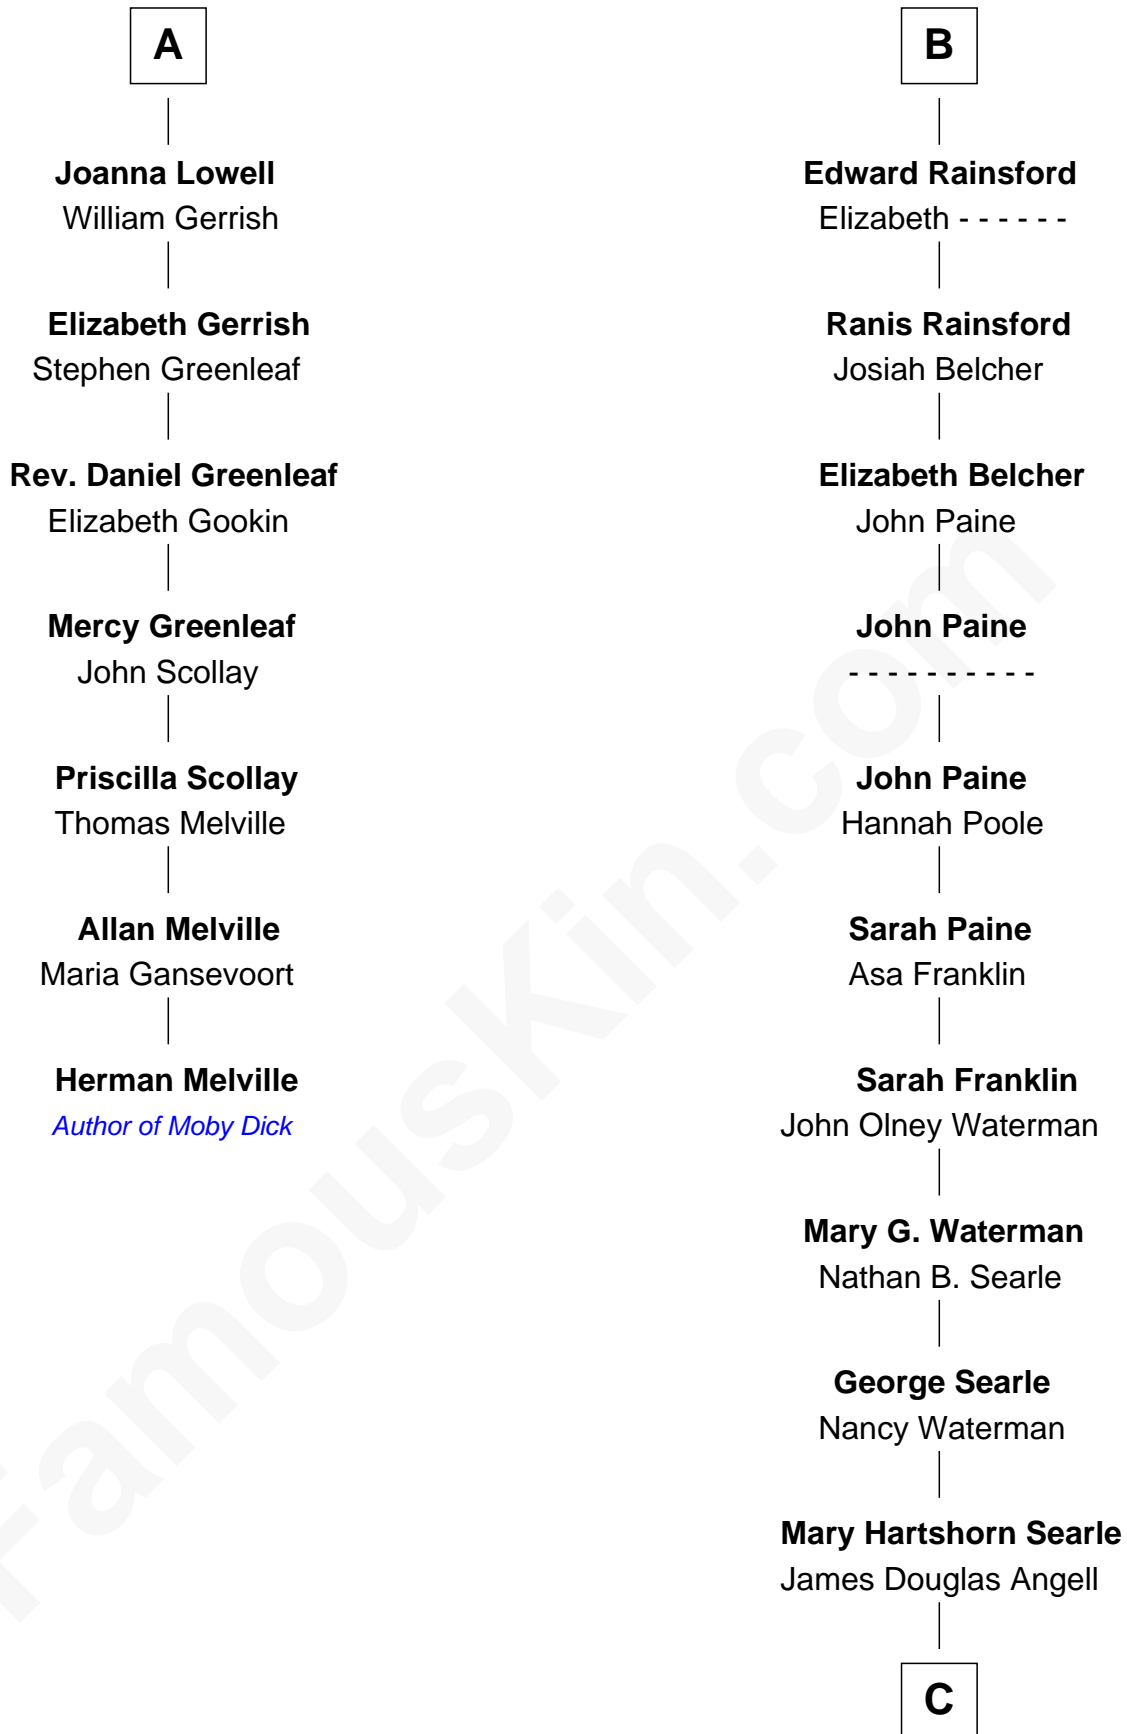 A
Joanna Lowell
William Gerrish
Elizabeth Gerrish
Stephen Greenleaf
Rev. Daniel Greenleaf
Elizabeth Gookin
Mercy Greenleaf
John Scollay
Priscilla Scollay
Thomas Melville
Allan Melville
Maria Gansevoort
Herman Melville
Author of Moby Dick
B
Edward Rainsford
Elizabeth - - - - - -
Ranis Rainsford
Josiah Belcher
Elizabeth Belcher
John Paine
John Paine
- - - - - - - - - -
John Paine
Hannah Poole
Sarah Paine
Asa Franklin
Sarah Franklin
John Olney Waterman
Mary G. Waterman
Nathan B. Searle
George Searle
Nancy Waterman
Mary Hartshorn Searle
James Douglas Angell
C
FamousKin.com